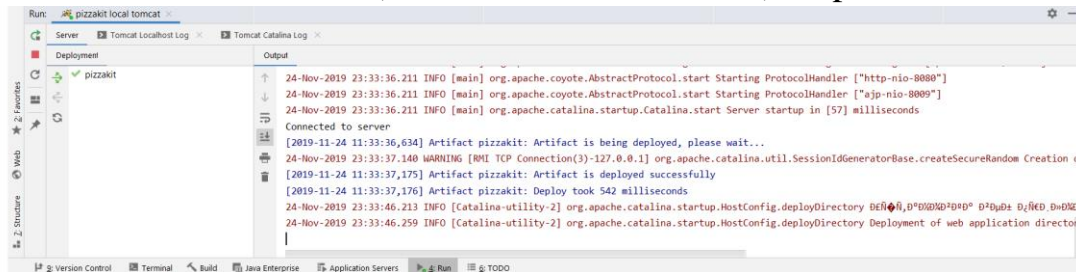 Run: pizzakit local tomcat
Server Tomcat Localhost Log Tomcat Catalina Log
Deployment Output
pizzakit
24-Nov-2019 23:33:36.211 INFO [main] org.apache.coyote.AbstractProtocol.start Starting ProtocolHandler ["http-nio-8080"]
24-Nov-2019 23:33:36.211 INFO [main] org.apache.coyote.AbstractProtocol.start Starting ProtocolHandler ["ajp-nio-8009"]
24-Nov-2019 23:33:36.211 INFO [main] org.apache.catalina.startup.Catalina.start Server startup in [57] milliseconds
Connected to server
[2019-11-24 11:33:36,634] Artifact pizzakit: Artifact is being deployed, please wait...
24-Nov-2019 23:33:37.140 WARNING [RMI TCP Connection(3)-127.0.0.1] org.apache.catalina.util.SessionIdGeneratorBase.createSecureRandom Creation
[2019-11-24 11:33:37,175] Artifact pizzakit: Artifact is deployed successfully
[2019-11-24 11:33:37,176] Artifact pizzakit: Deploy took 542 milliseconds
24-Nov-2019 23:33:46.213 INFO [Catalina-utility-2] org.apache.catalina.startup.HostConfig.deployDirectory
24-Nov-2019 23:33:46.259 INFO [Catalina-utility-2] org.apache.catalina.startup.HostConfig.deployDirectory Deployment of web application
2: Favorites
Web
Z: Structure
9: Version Control Terminal Build Java Enterprise Application Servers 4: Run 6: TODO